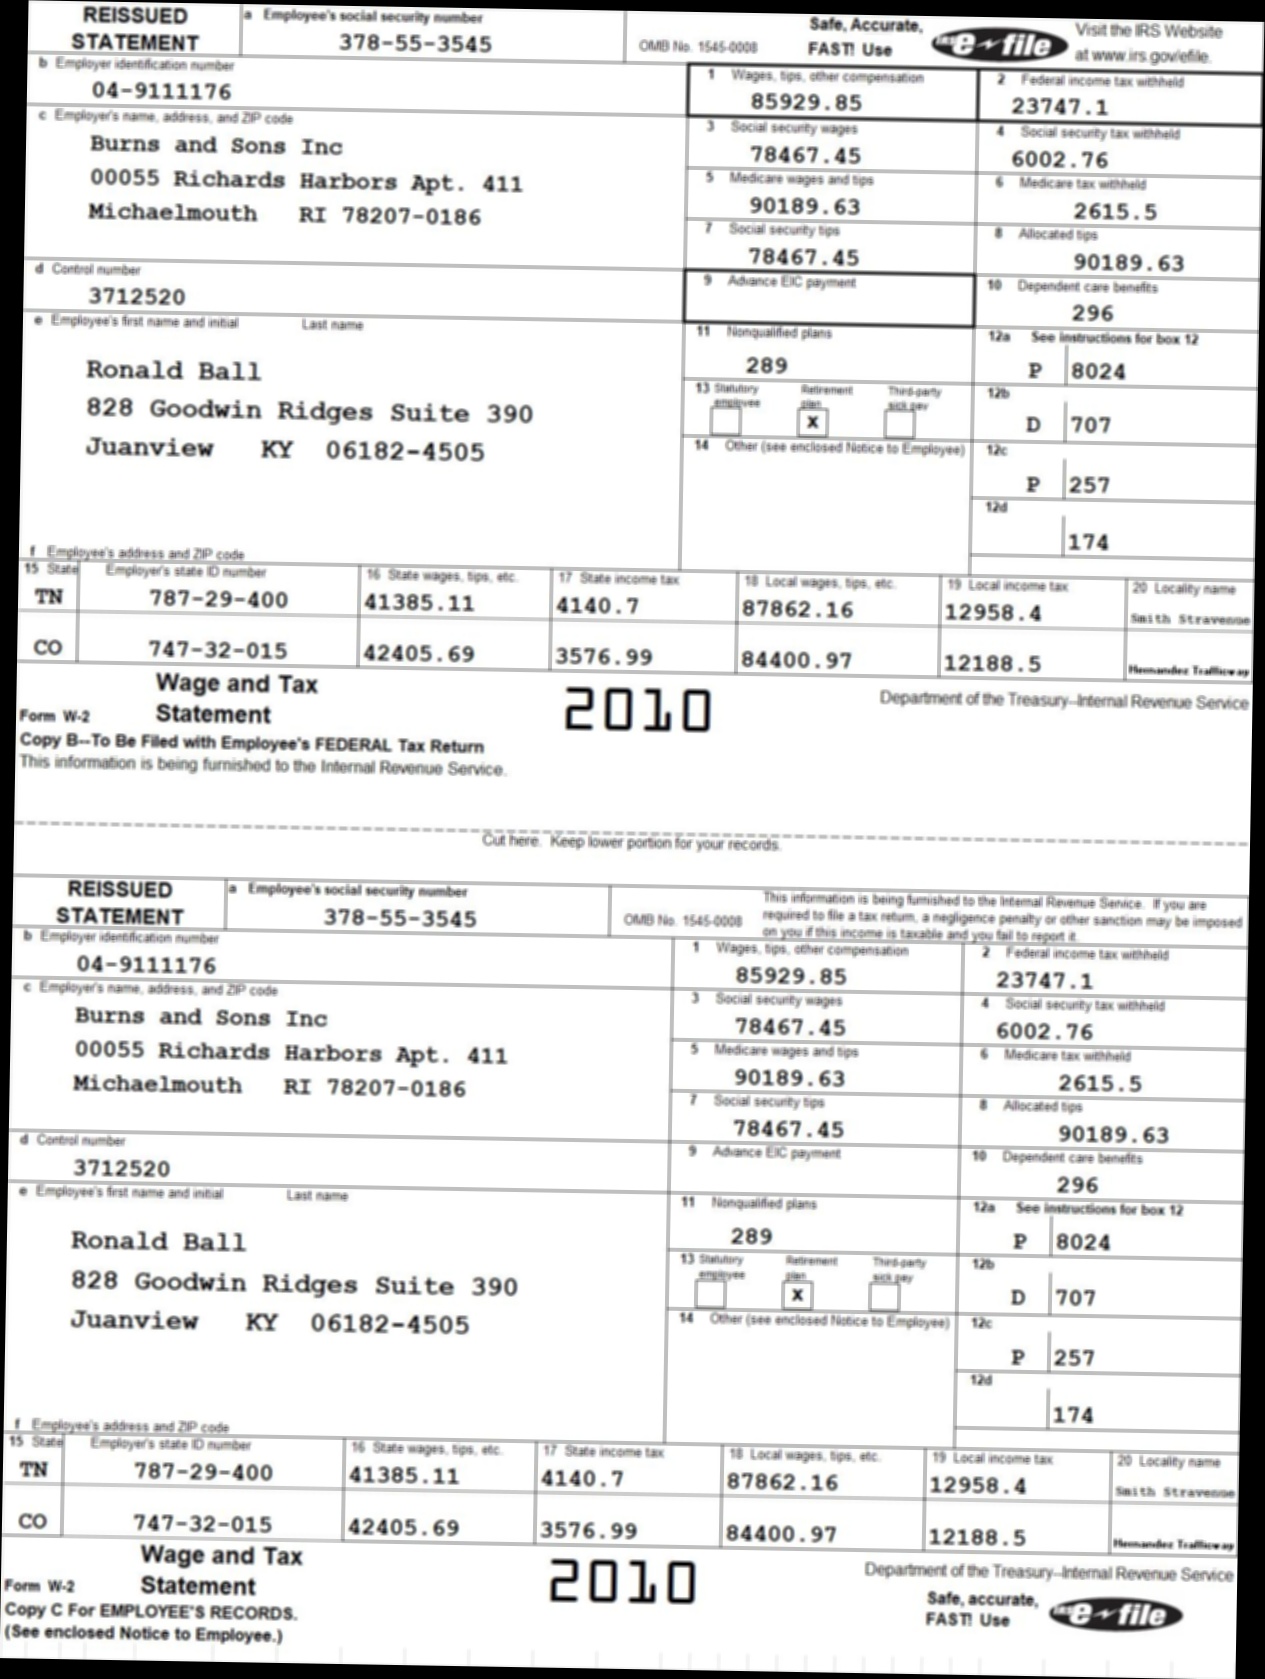 REISSUED STATEMENT
a Employee's social security number
378-55-3545
OMB No. 1545-0008
Safe, Accurate, FAST! Use
IRS e~file
Visit the IRS Website at www.irs.gov/efile.
b Employer identification number
04-9111176
1 Wages, tips, other compensation
85929.85
2 Federal income tax withheld
23747.1
c Employer's name, address, and ZIP code
Burns and Sons Inc
00055 Richards Harbors Apt. 411
Michaelmouth RI 78207-0186
3 Social security wages
78467.45
4 Social security tax withheld
6002.76
5 Medicare wages and tips
90189.63
6 Medicare tax withheld
2615.5
7 Social security tips
78467.45
8 Allocated tips
90189.63
d Control number
3712520
9 Advance EIC payment
10 Dependent care benefits
296
e Employee's first name and initial Last name
Ronald Ball
828 Goodwin Ridges Suite 390
Juanview KY 06182-4505
11 Nonqualified plans
289
12a See instructions for box 12
P 8024
13 Statutory employee Retirement plan Third-party sick pay
X
12b
D 707
14 Other (see enclosed Notice to Employee)
12c
P 257
12d
174
f Employee's address and ZIP code
15 State Employer's state ID number 16 State wages, tips, etc. 17 State income tax 18 Local wages, tips, etc. 19 Local income tax 20 Locality name
TN 787-29-400 41385.11 4140.7 87862.16 12958.4 Smith Stravenue
CO 747-32-015 42405.69 3576.99 84400.97 12188.5 Hernandez Trafficway
Form W-2 Wage and Tax Statement
2010
Department of the Treasury--Internal Revenue Service
Copy B--To Be Filed with Employee's FEDERAL Tax Return
This information is being furnished to the Internal Revenue Service.
Cut here. Keep lower portion for your records.
REISSUED STATEMENT
a Employee's social security number
378-55-3545
OMB No. 1545-0008
This information is being furnished to the Internal Revenue Service. If you are
required to file a tax return, a negligence penalty or other sanction may be imposed
on you if this income is taxable and you fail to report it.
b Employer identification number
04-9111176
1 Wages, tips, other compensation
85929.85
2 Federal income tax withheld
23747.1
c Employer's name, address, and ZIP code
Burns and Sons Inc
00055 Richards Harbors Apt. 411
Michaelmouth RI 78207-0186
3 Social security wages
78467.45
4 Social security tax withheld
6002.76
5 Medicare wages and tips
90189.63
6 Medicare tax withheld
2615.5
7 Social security tips
78467.45
8 Allocated tips
90189.63
d Control number
3712520
9 Advance EIC payment
10 Dependent care benefits
296
e Employee's first name and initial Last name
Ronald Ball
828 Goodwin Ridges Suite 390
Juanview KY 06182-4505
11 Nonqualified plans
289
12a See instructions for box 12
P 8024
13 Statutory employee Retirement plan Third-party sick pay
X
12b
D 707
14 Other (see enclosed Notice to Employee)
12c
P 257
12d
174
f Employee's address and ZIP code
15 State Employer's state ID number 16 State wages, tips, etc. 17 State income tax 18 Local wages, tips, etc. 19 Local income tax 20 Locality name
TN 787-29-400 41385.11 4140.7 87862.16 12958.4 Smith Stravenue
CO 747-32-015 42405.69 3576.99 84400.97 12188.5 Hernandez Trafficway
Form W-2 Wage and Tax Statement
2010
Department of the Treasury--Internal Revenue Service
Copy C For EMPLOYEE'S RECORDS.
(See enclosed Notice to Employee.)
Safe, accurate, FAST! Use
IRS e~file